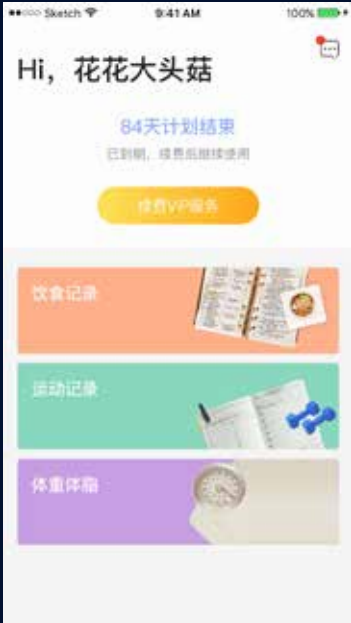 Sketch 9:41 AM 100%
Hi，花花大头菇
84天计划结束
已到期，续费后继续使用
续费VIP服务
饮食记录
运动记录
体重体脂